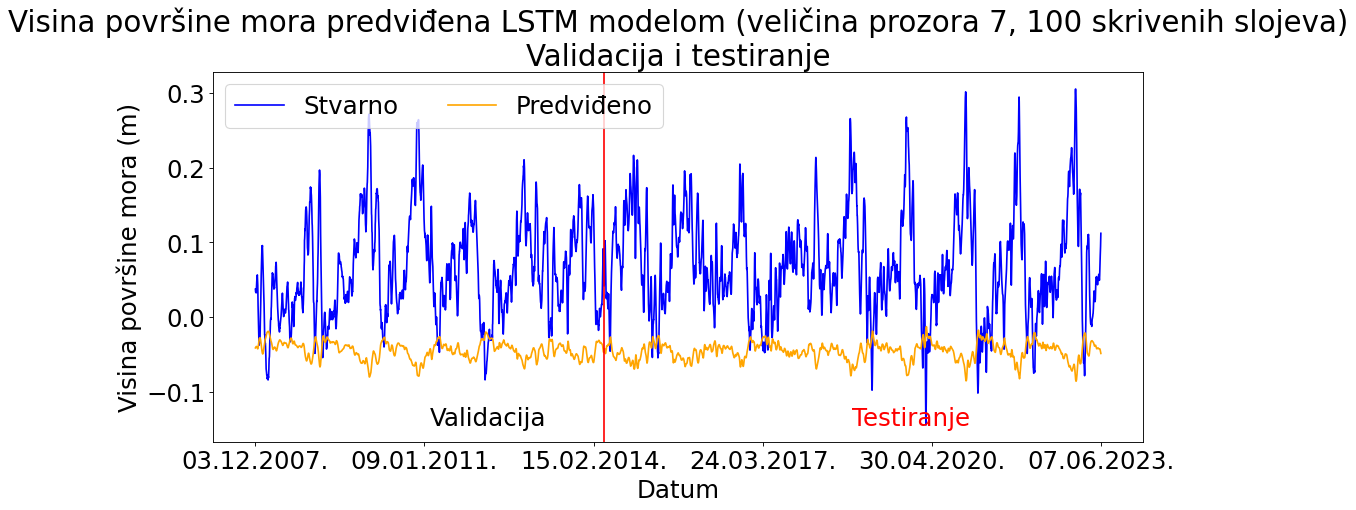 Visina površine mora predviđena LSTM modelom (veličina prozora 7, 100 skrivenih slojeva)
Validacija i testiranje
Stvarno Predviđeno
Visina površine mora (m)
0.3
0.2
0.1
0.0
−0.1
Validacija Testiranje
03.12.2007. 09.01.2011. 15.02.2014. 24.03.2017. 30.04.2020. 07.06.2023.
Datum